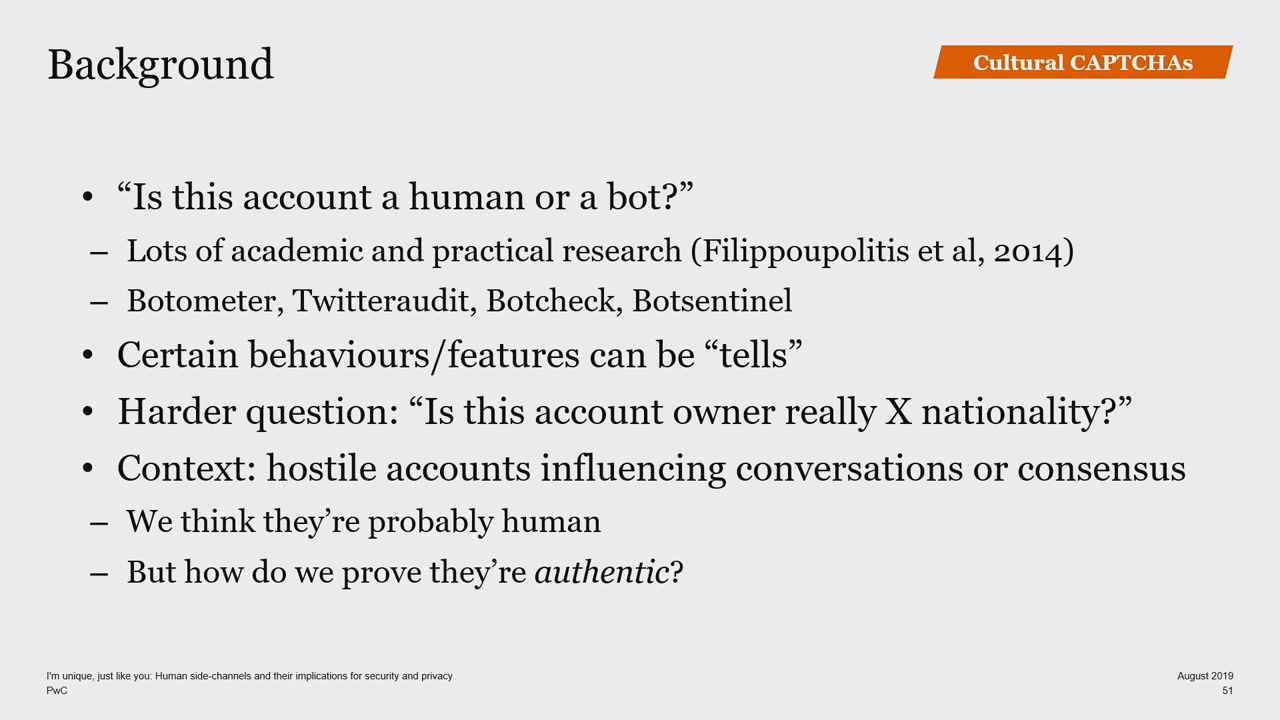 Background
Cultural CAPTCHAs
• “Is this account a human or a bot?”
– Lots of academic and practical research (Filippoupolitis et al, 2014)
– Botometer, Twitteraudit, Botcheck, Botsentinel
• Certain behaviours/features can be “tells”
• Harder question: “Is this account owner really X nationality?”
• Context: hostile accounts influencing conversations or consensus
– We think they’re probably human
– But how do we prove they’re authentic?
I'm unique, just like you: Human side-channels and their implications for security and privacy
August 2019
PwC
51